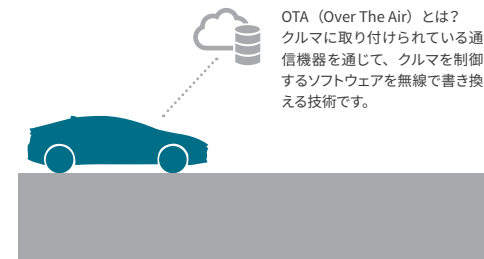 OTA（Over The Air）とは？
クルマに取り付けられている通
信機器を通じて、クルマを制御
するソフトウェアを無線で書き換
える技術です。